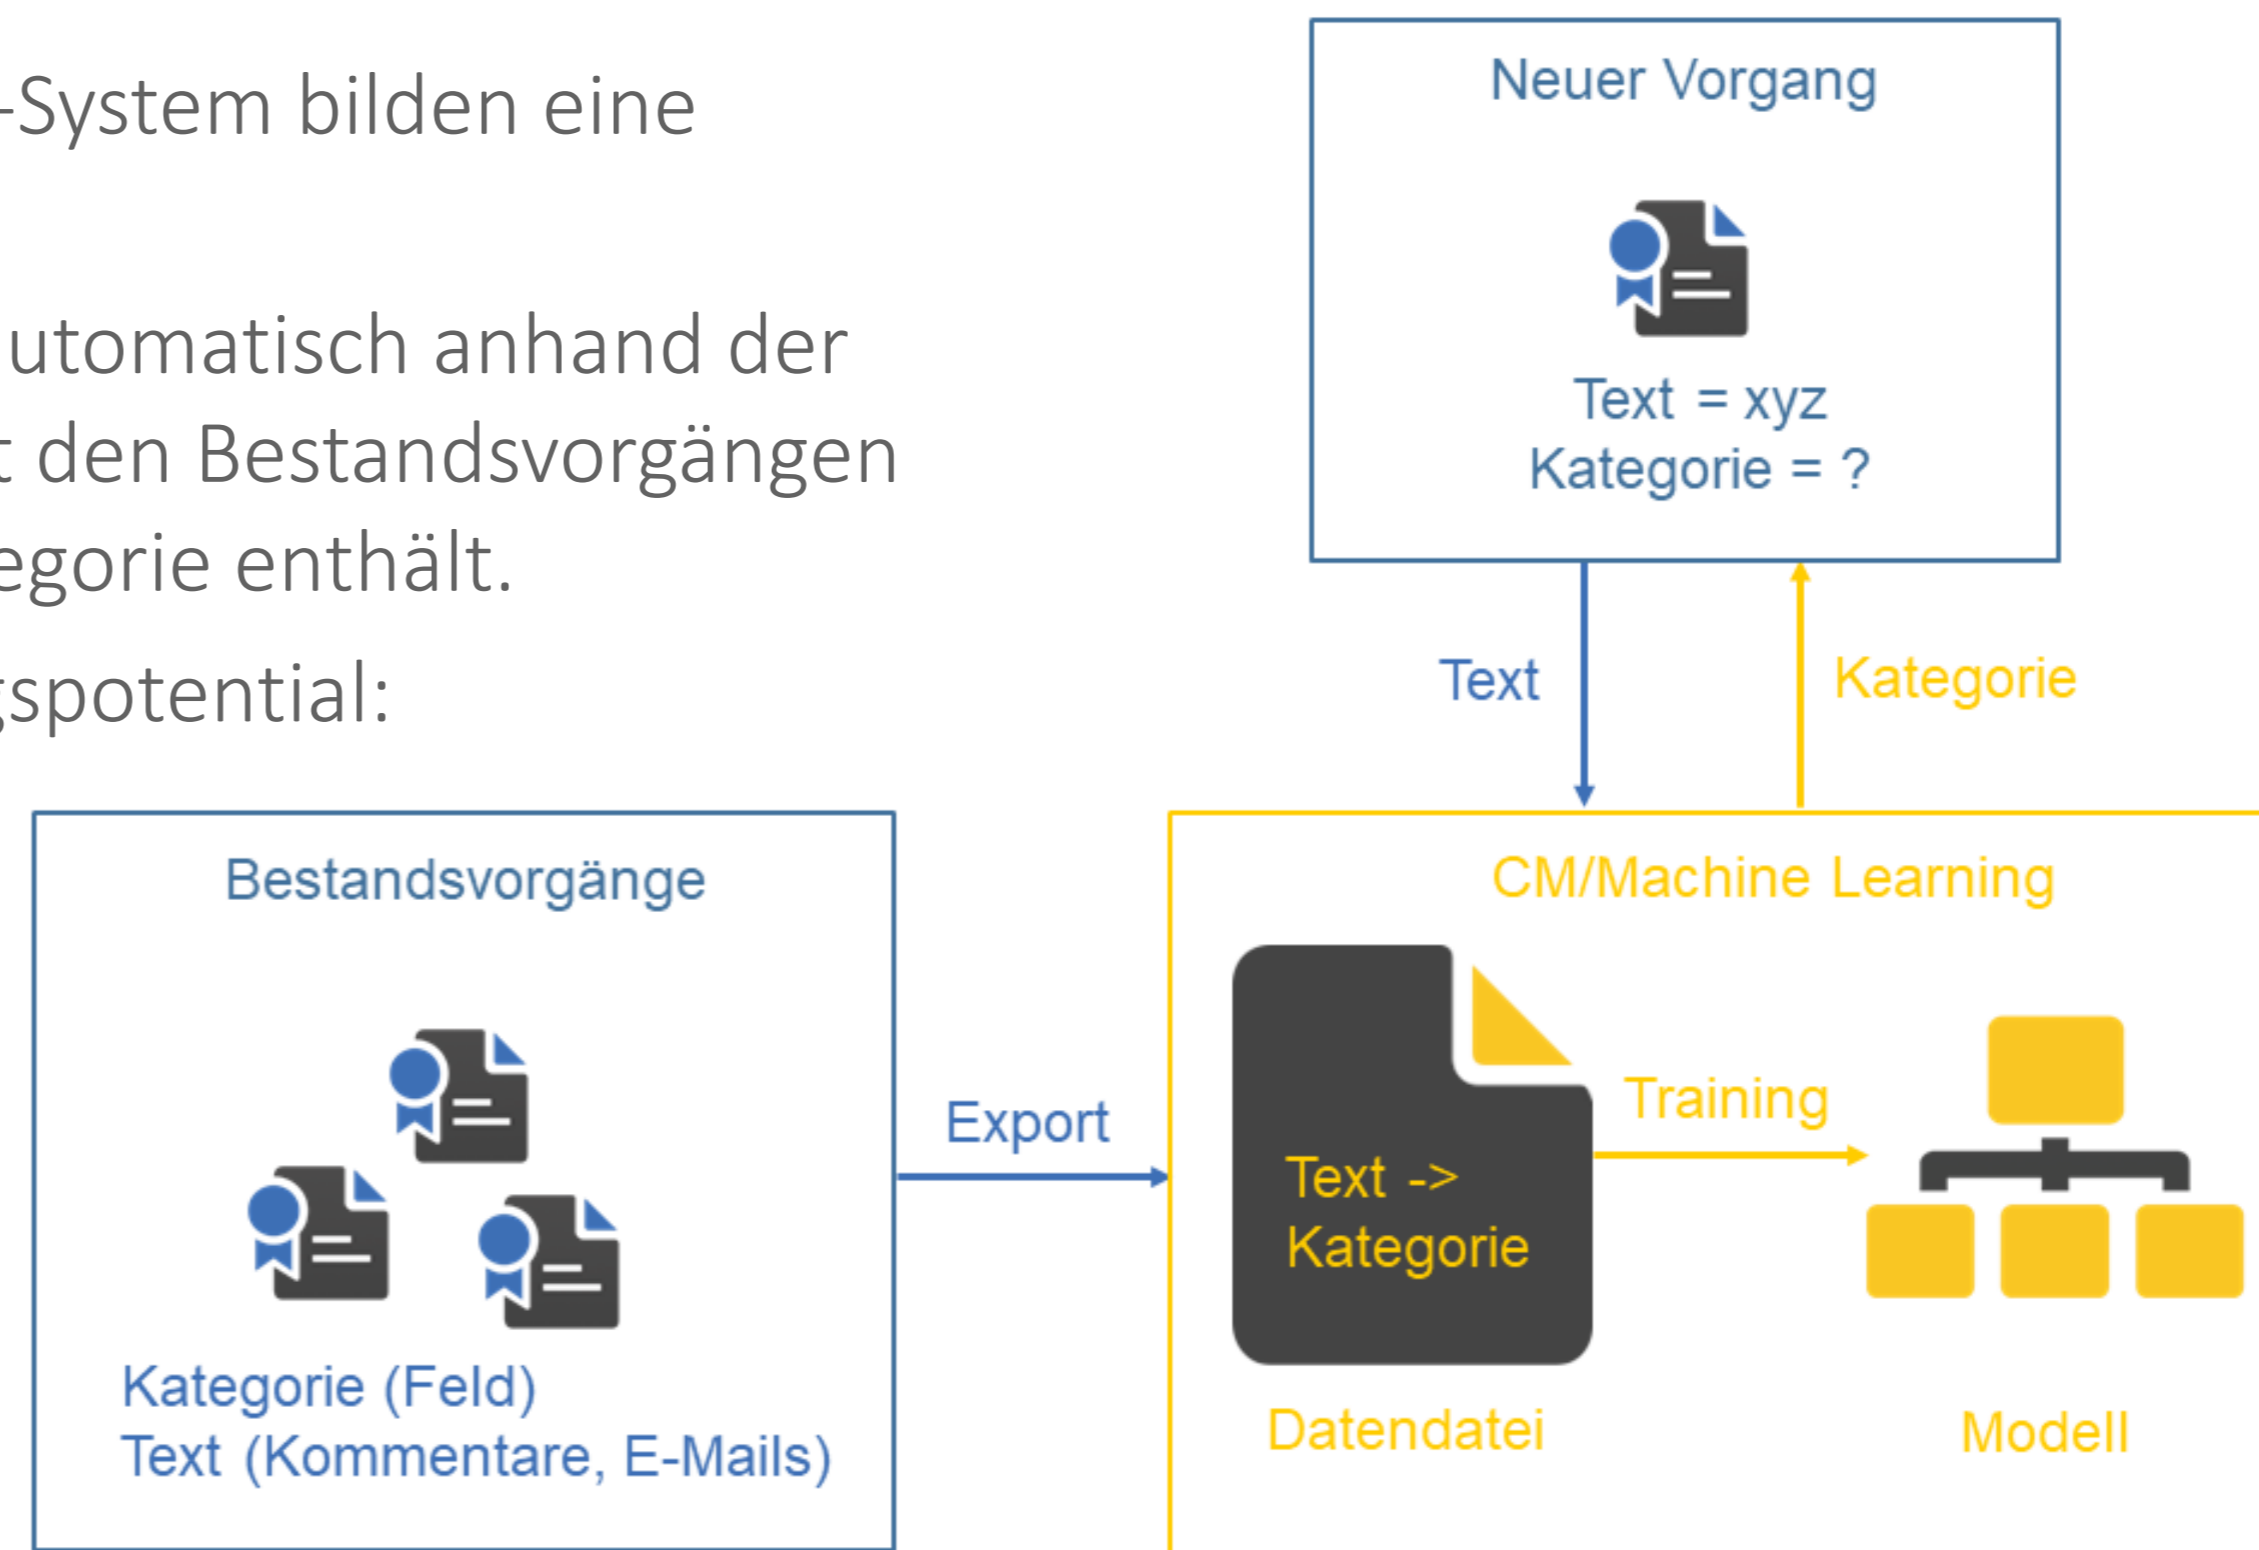 -System bilden eine
utomatisch anhand der
t den Bestandsvorgängen
egorie enthält.
gspotential:
Neuer Vorgang
Text = xyz
Kategorie = ?
Text
Kategorie
Bestandsvorgänge
Kategorie (Feld)
Text (Kommentare, E-Mails)
Export
CM/Machine Learning
Text ->
Kategorie
Training
Datendatei
Modell